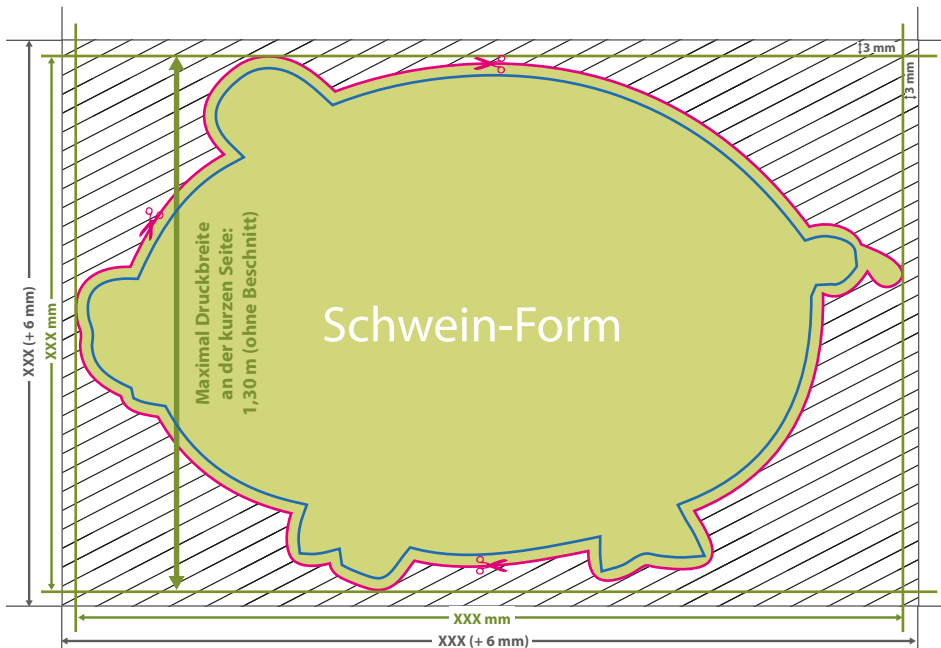 3 mm
3 mm
XXX (+ 6 mm)
XXX mm
Maximal Druckbreite
an der kurzen Seite:
1,30 m (ohne Beschnitt)
Schwein-Form
XXX mm
XXX (+ 6 mm)